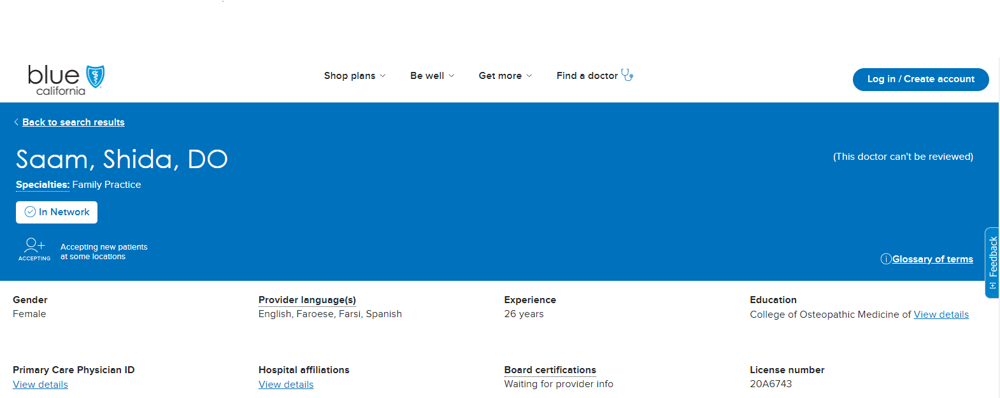 blue
california
Shop plans
Be well
Get more
Find a doctor
Log in / Create account
Back to search results
Saam, Shida, DO
(This doctor can't be reviewed)
Specialties: Family Practice
In Network
ACCEPTING
Accepting new patients
at some locations
Glossary of terms
Feedback
Gender
Female
Provider language(s)
English, Faroese, Farsi, Spanish
Experience
26 years
Education
College of Osteopathic Medicine of View details
Primary Care Physician ID
View details
Hospital affiliations
View details
Board certifications
Waiting for provider info
License number
20A6743